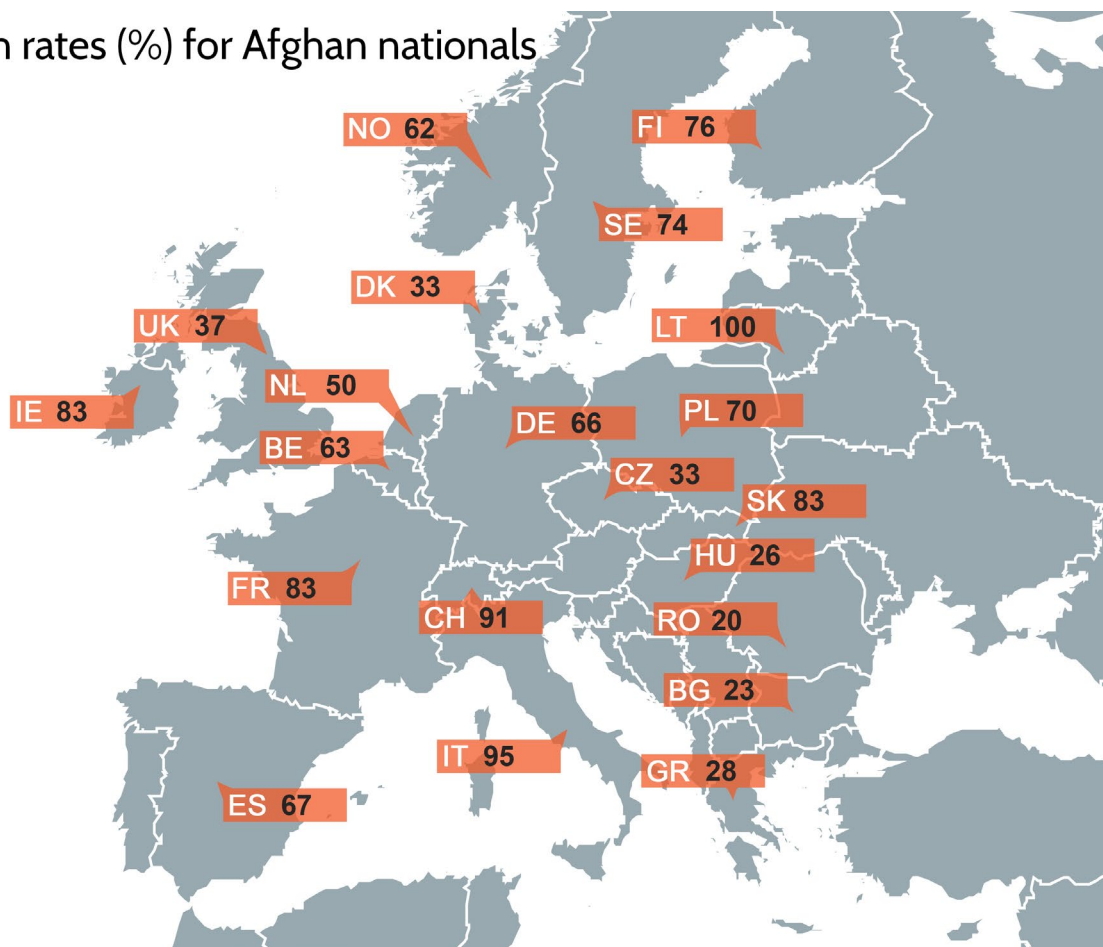 n rates (%) for Afghan nationals
NO 62
FI 76
SE 74
DK 33
UK 37
LT 100
NL 50
IE 83
DE 66
PL 70
BE 63
CZ 33
SK 83
HU 26
FR 83
CH 91
RO 20
BG 23
IT 95
GR 28
ES 67